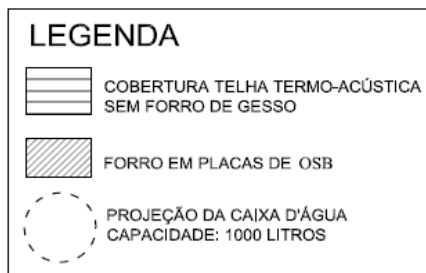 LEGENDA
COBERTURA TELHA TERMO-ACÚSTICA
SEM FORRO DE GESSO
FORRO EM PLACAS DE OSB
PROJEÇÃO DA CAIXA D'ÁGUA
CAPACIDADE: 1000 LITROS